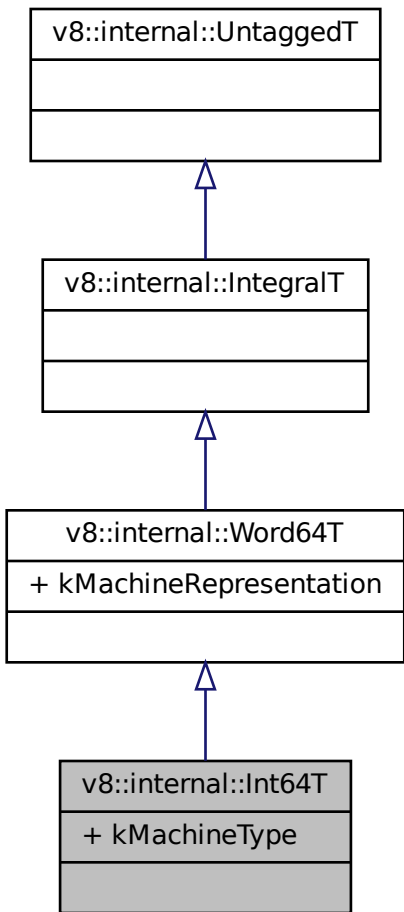 v8::internal::UntaggedT
v8::internal::IntegralT
v8::internal::Word64T
+ kMachineRepresentation
v8::internal::Int64T
+ kMachineType